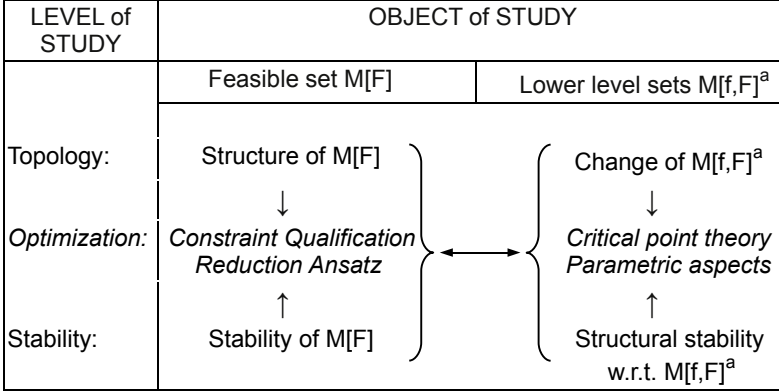 LEVEL of STUDY
OBJECT of STUDY
Feasible set M[F]
Lower level sets M[f,F]ᵃ
Topology:
Structure of M[F]
Change of M[f,F]ᵃ
↓ ↓
Optimization:
Constraint Qualification
Reduction Ansatz
Critical point theory
Parametric aspects
↑ ↑
Stability:
Stability of M[F]
Structural stability
w.r.t. M[f,F]ᵃ